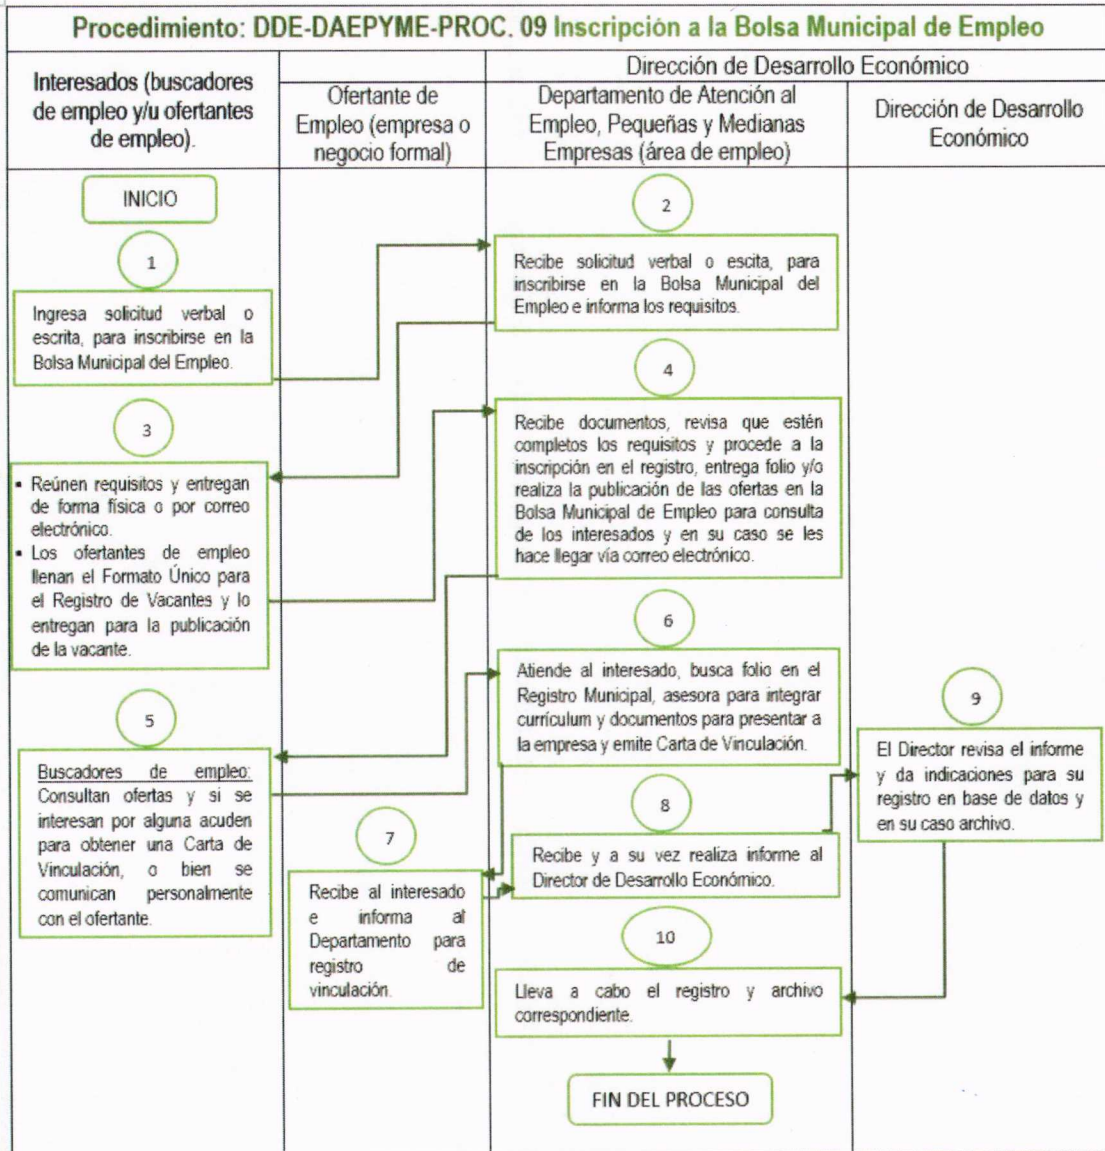 Procedimiento: DDE-DAEPYME-PROC. 09 Inscripción a la Bolsa Municipal de Empleo
Interesados (buscadores
de empleo y/u ofertantes
de empleo).
Dirección de Desarrollo Económico
Ofertante de
Empleo (empresa o
negocio formal)
Departamento de Atención al
Empleo, Pequeñas y Medianas
Empresas (área de empleo)
Dirección de Desarrollo
Económico
INICIO
1
Ingresa solicitud verbal o
escrita, para inscribirse en la
Bolsa Municipal del Empleo.
2
Recibe solicitud verbal o escita, para
inscribirse en la Bolsa Municipal del
Empleo e informa los requisitos.
3
▪ Reúnen requisitos y entregan
de forma física o por correo
electrónico.
▪ Los ofertantes de empleo
llenan el Formato Único para
el Registro de Vacantes y lo
entregan para la publicación
de la vacante.
4
Recibe documentos, revisa que estén
completos los requisitos y procede a la
inscripción en el registro, entrega folio y/o
realiza la publicación de las ofertas en la
Bolsa Municipal de Empleo para consulta
de los interesados y en su caso se les
hace llegar vía correo electrónico.
5
Buscadores de empleo:
Consultan ofertas y si se
interesan por alguna acuden
para obtener una Carta de
Vinculación, o bien se
comunican personalmente
con el ofertante.
6
Atiende al interesado, busca folio en el
Registro Municipal, asesora para integrar
currículum y documentos para presentar a
la empresa y emite Carta de Vinculación.
7
Recibe al interesado
e informa al
Departamento para
registro de
vinculación.
8
Recibe y a su vez realiza informe al
Director de Desarrollo Económico.
9
El Director revisa el informe
y da indicaciones para su
registro en base de datos y
en su caso archivo.
10
Lleva a cabo el registro y archivo
correspondiente.
FIN DEL PROCESO